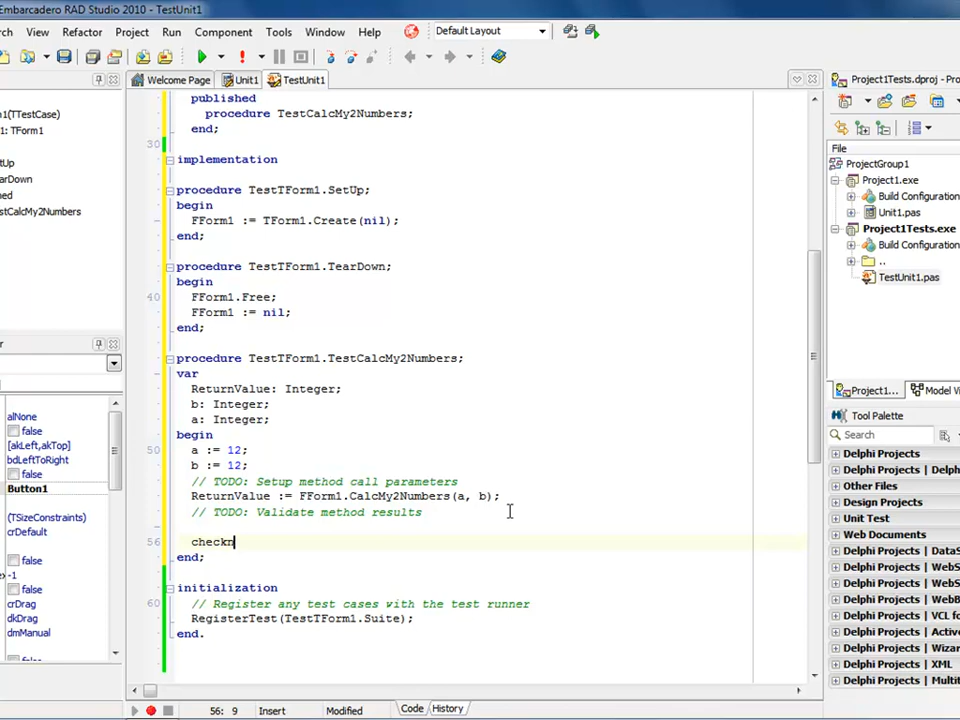 Embarcadero RAD Studio 2010 - TestUnit1
rch View Refactor Project Run Component Tools Window Help Default Layout
Welcome Page Unit1 TestUnit1
published
procedure TestCalcMy2Numbers;
end;
30
implementation
procedure TestTForm1.SetUp;
begin
FForm1 := TForm1.Create(nil);
end;
procedure TestTForm1.TearDown;
begin
40 FForm1.Free;
FForm1 := nil;
end;
procedure TestTForm1.TestCalcMy2Numbers;
var
ReturnValue: Integer;
b: Integer;
a: Integer;
begin
50 a := 12;
b := 12;
// TODO: Setup method call parameters
ReturnValue := FForm1.CalcMy2Numbers(a, b);
// TODO: Validate method results
56 checkn
end;
initialization
60 // Register any test cases with the test runner
RegisterTest(TestTForm1.Suite);
end.
56: 9 Insert Modified Code History
n1(TTestCase)
1: TForm1
tUp
earDown
ed
stCalcMy2Numbers
r
alNone
false
[akLeft,akTop]
bdLeftToRight
false
Button1
(TSizeConstraints)
crDefault
false
-1
false
crDrag
dkDrag
dmManual
Project1Tests.dproj - Pro
File
ProjectGroup1
Project1.exe
Build Configuration
Unit1.pas
Project1Tests.exe
Build Configuration
..
TestUnit1.pas
Project1... Model Vi
Tool Palette
Search
Delphi Projects
Delphi Projects | Delph
Other Files
Design Projects
Unit Test
Web Documents
Delphi Projects | DataS
Delphi Projects | WebS
Delphi Projects | WebS
Delphi Projects | WebB
Delphi Projects | VCL fo
Delphi Projects | Active
Delphi Projects | Wizar
Delphi Projects | XML
Delphi Projects | Multit